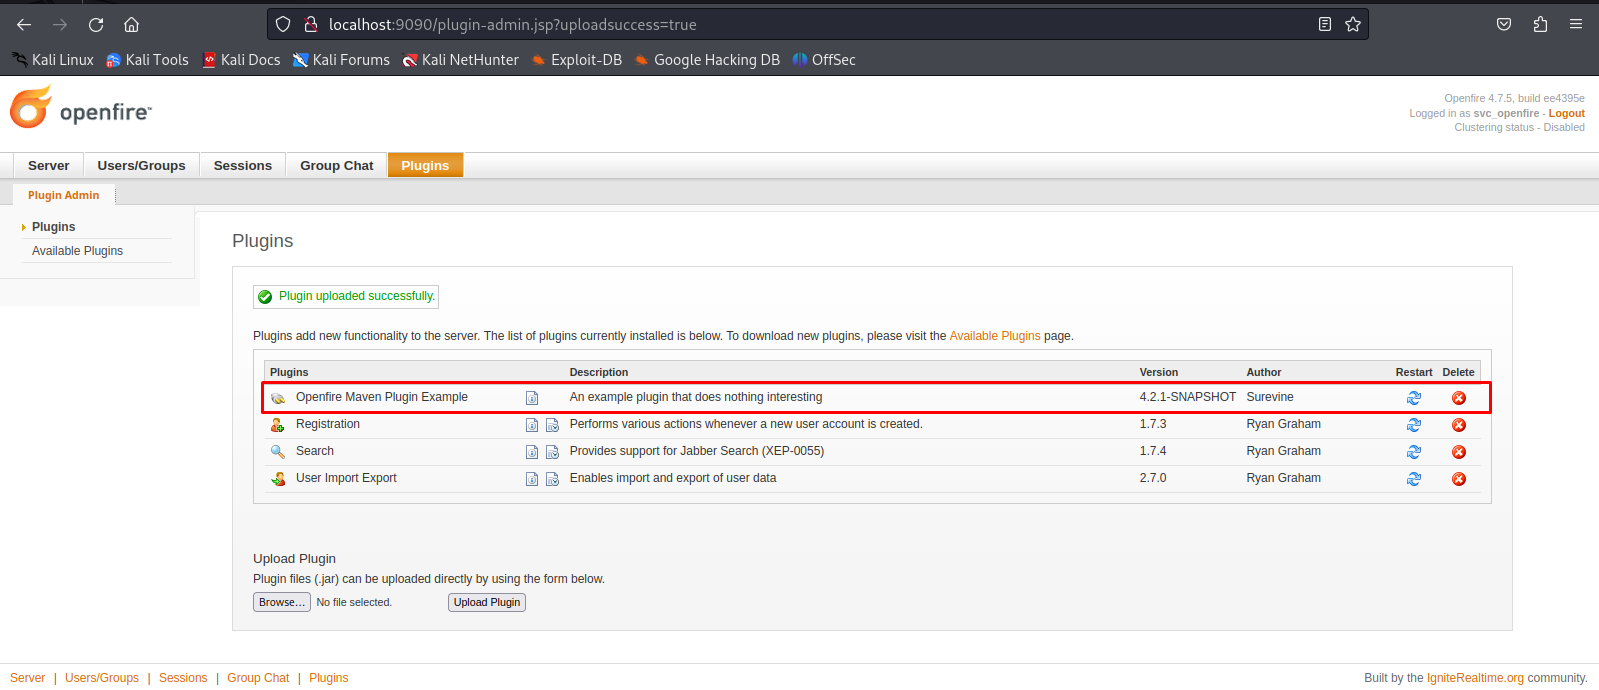 localhost:9090/plugin-admin.jsp?uploadsuccess=true
Kali Linux Kali Tools Kali Docs Kali Forums Kali NetHunter Exploit-DB Google Hacking DB OffSec
openfire™
Openfire 4.7.5, build ee4395e
Logged in as svc_openfire - Logout
Clustering status - Disabled
Server Users/Groups Sessions Group Chat Plugins
Plugin Admin
Plugins
Available Plugins
Plugins
Plugin uploaded successfully.
Plugins add new functionality to the server. The list of plugins currently installed is below. To download new plugins, please visit the Available Plugins page.
Plugins Description Version Author Restart Delete
Openfire Maven Plugin Example An example plugin that does nothing interesting 4.2.1-SNAPSHOT Surevine
Registration Performs various actions whenever a new user account is created. 1.7.3 Ryan Graham
Search Provides support for Jabber Search (XEP-0055) 1.7.4 Ryan Graham
User Import Export Enables import and export of user data 2.7.0 Ryan Graham
Upload Plugin
Plugin files (.jar) can be uploaded directly by using the form below.
Browse... No file selected. Upload Plugin
Server | Users/Groups | Sessions | Group Chat | Plugins
Built by the IgniteRealtime.org community.